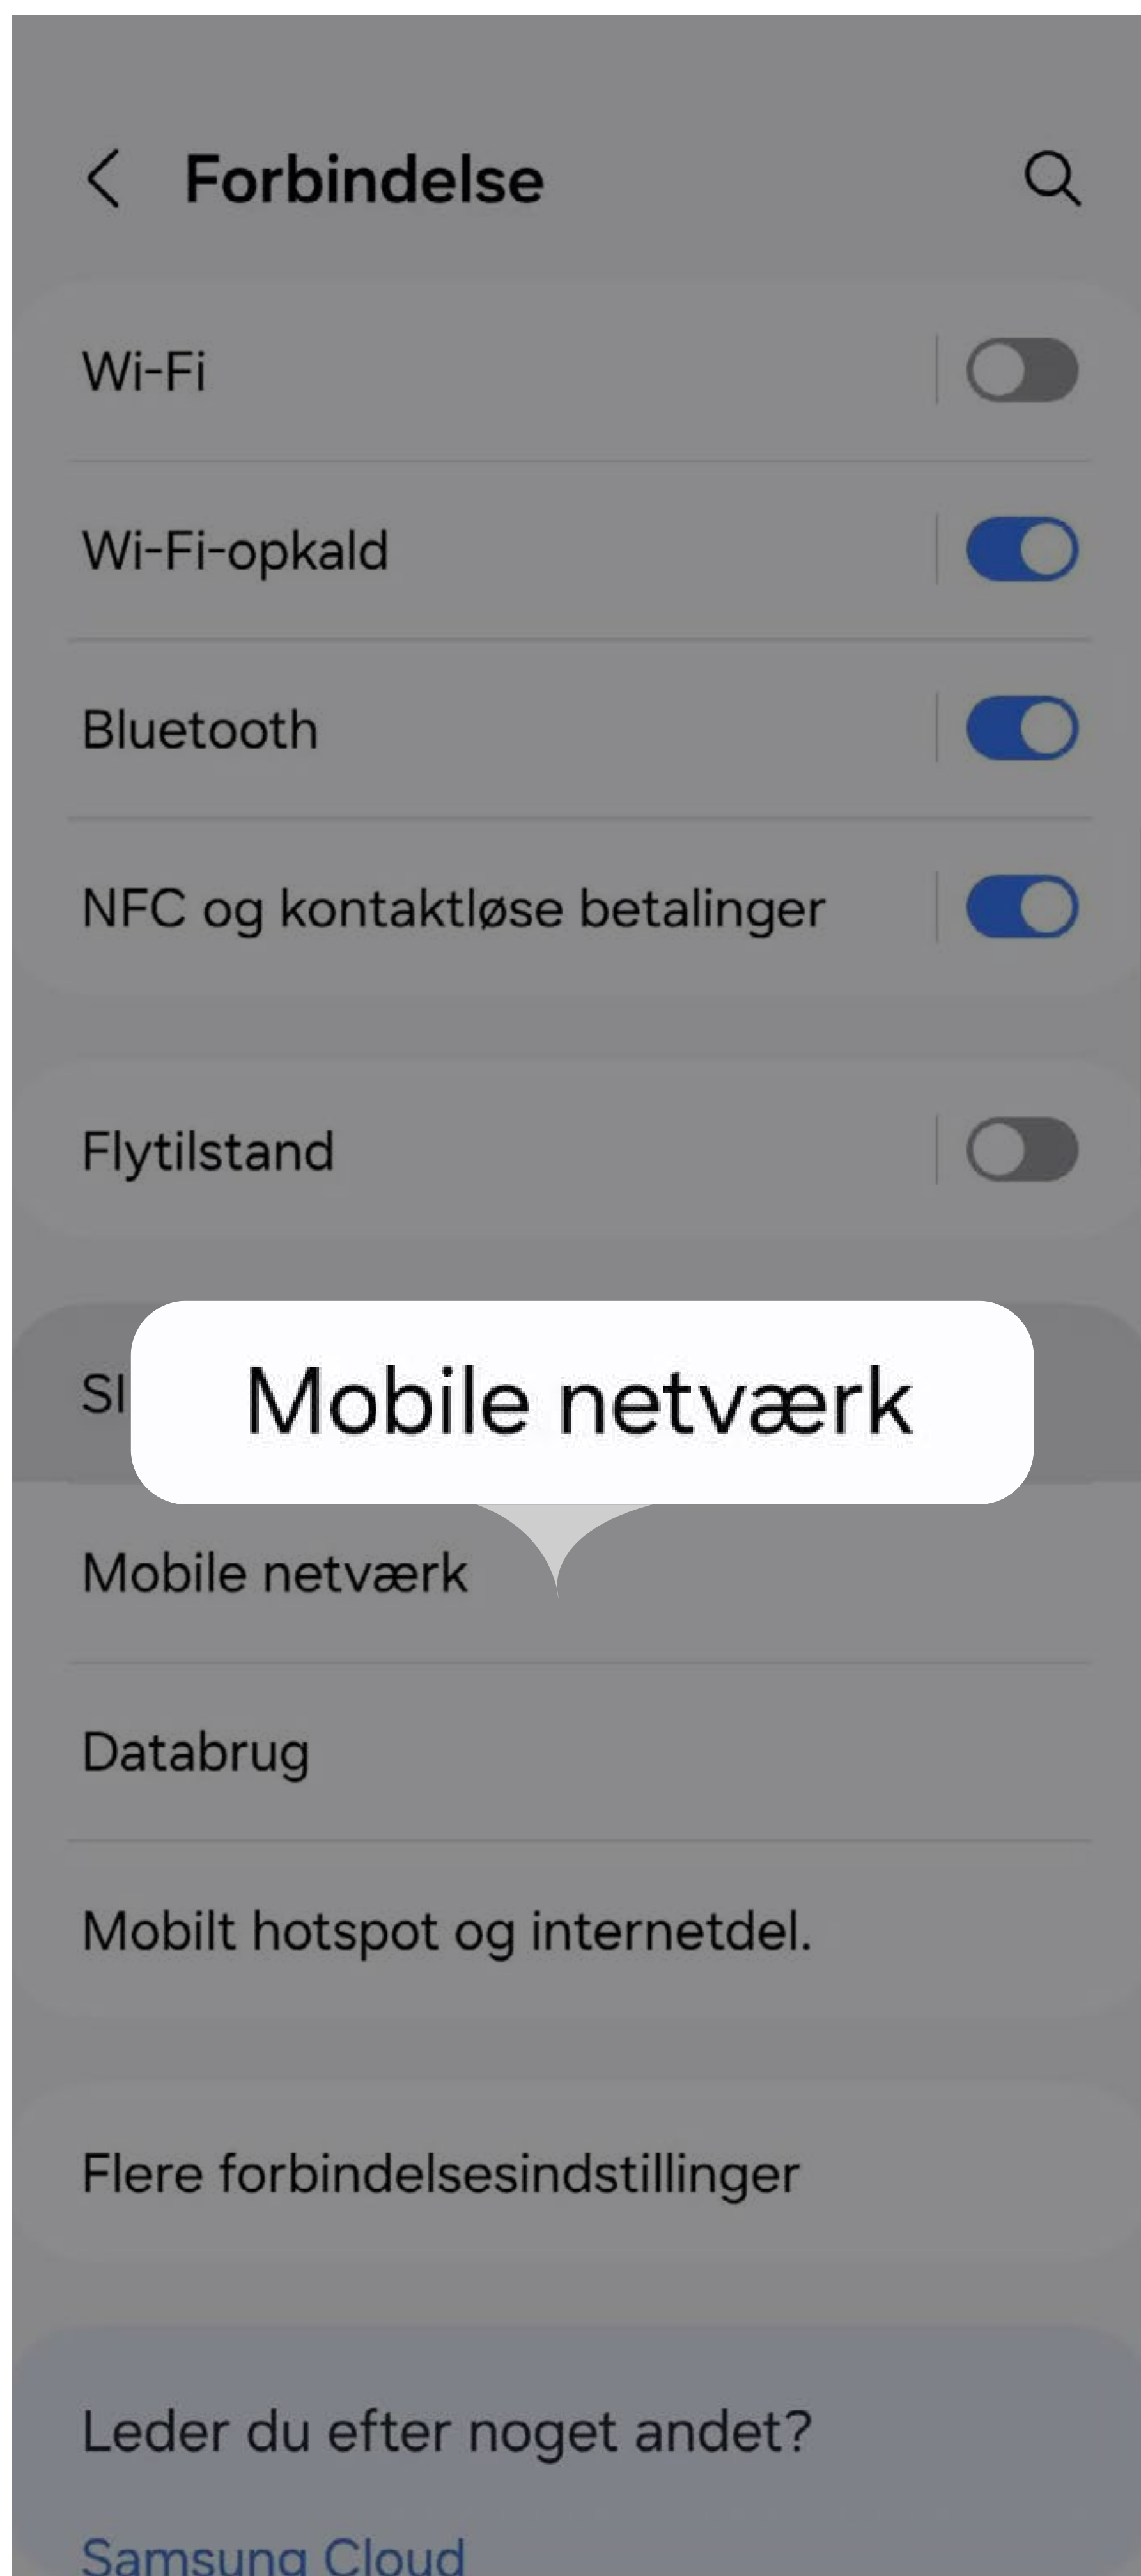 Forbindelse
Wi-Fi
Wi-Fi-opkald
Bluetooth
NFC og kontaktløse betalinger
Flytilstand
Mobile netværk
Mobile netværk
Databrug
Mobilt hotspot og internetdel.
Flere forbindelsesindstillinger
Leder du efter noget andet?
Samsung Cloud